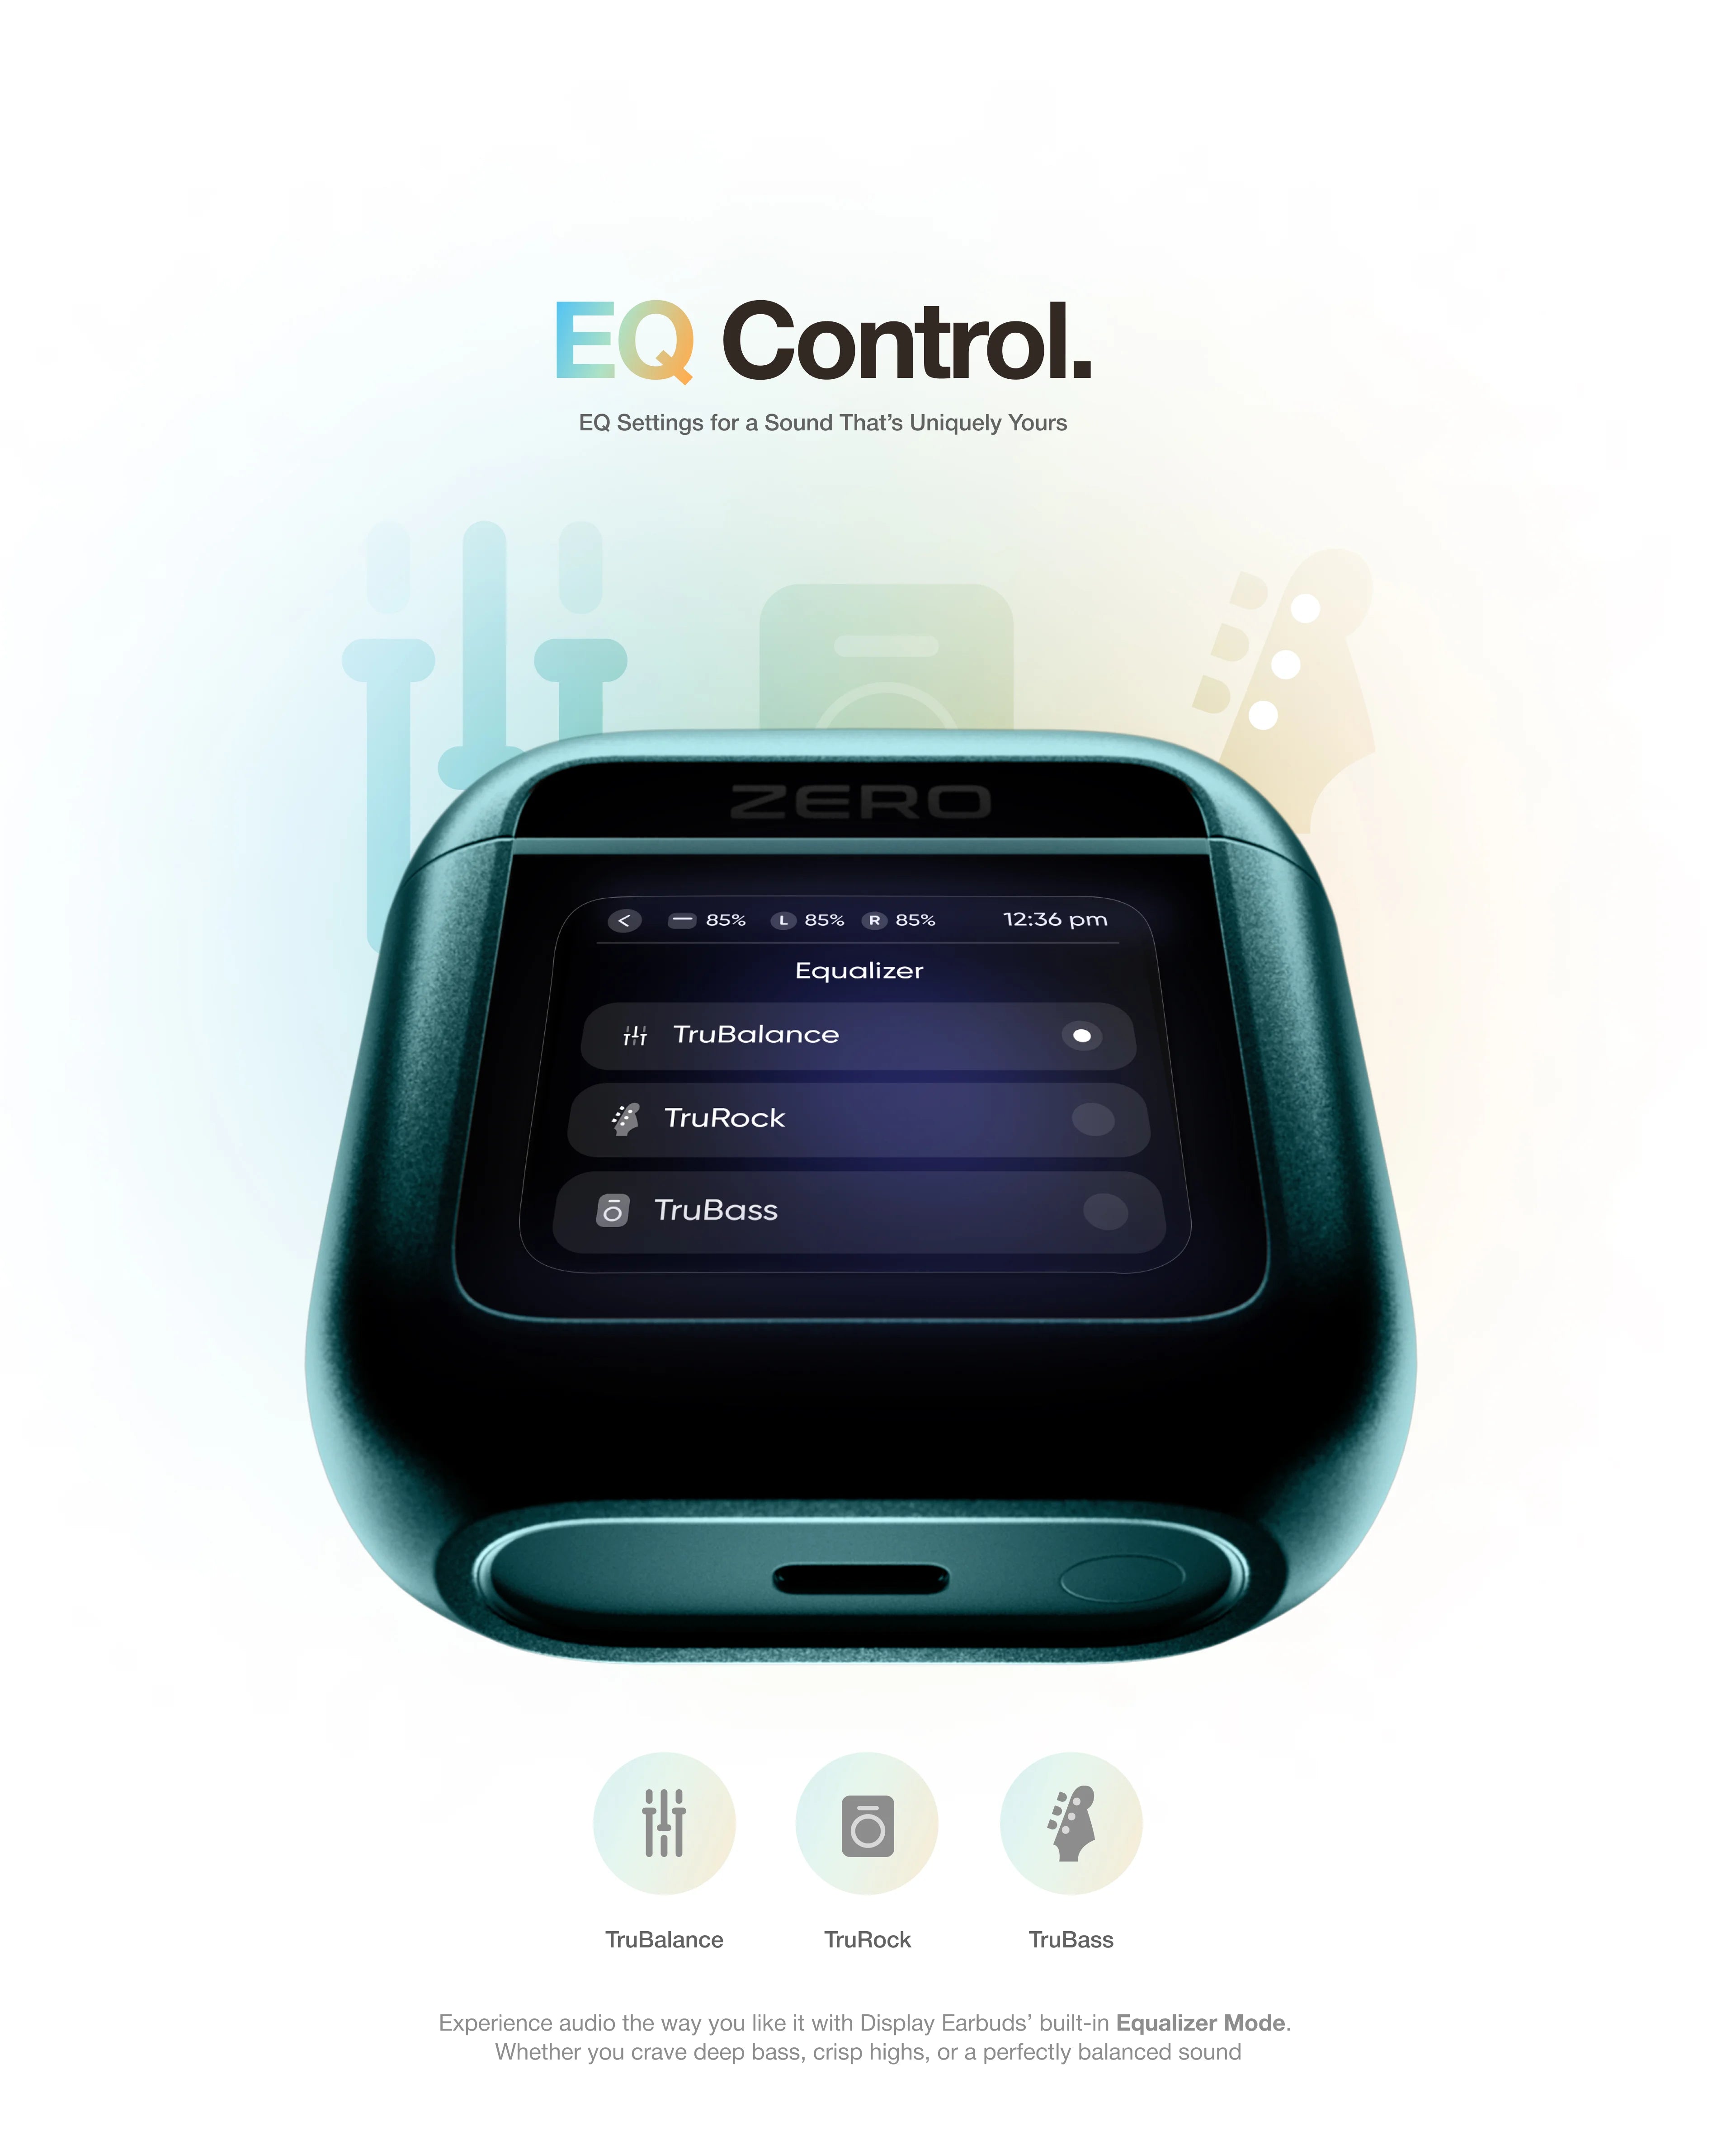 EQ Control.
EQ Settings for a Sound That’s Uniquely Yours
ZERO
< 85% L 85% R 85% 12:36 pm
Equalizer
TruBalance
TruRock
TruBass
TruBalance TruRock TruBass
Experience audio the way you like it with Display Earbuds’ built-in Equalizer Mode.
Whether you crave deep bass, crisp highs, or a perfectly balanced sound